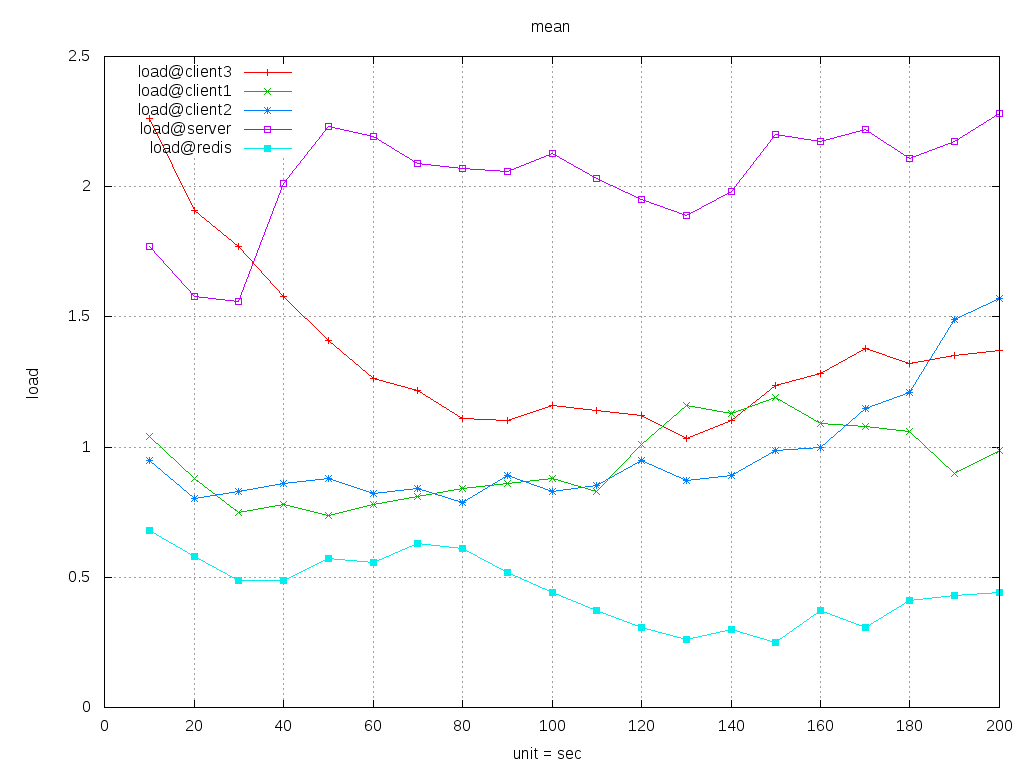 mean
2.5
load@client3
load@client1
load@client2
load@server
load@redis
2
1.5
load
1
0.5
0
0 20 40 60 80 100 120 140 160 180 200
unit = sec